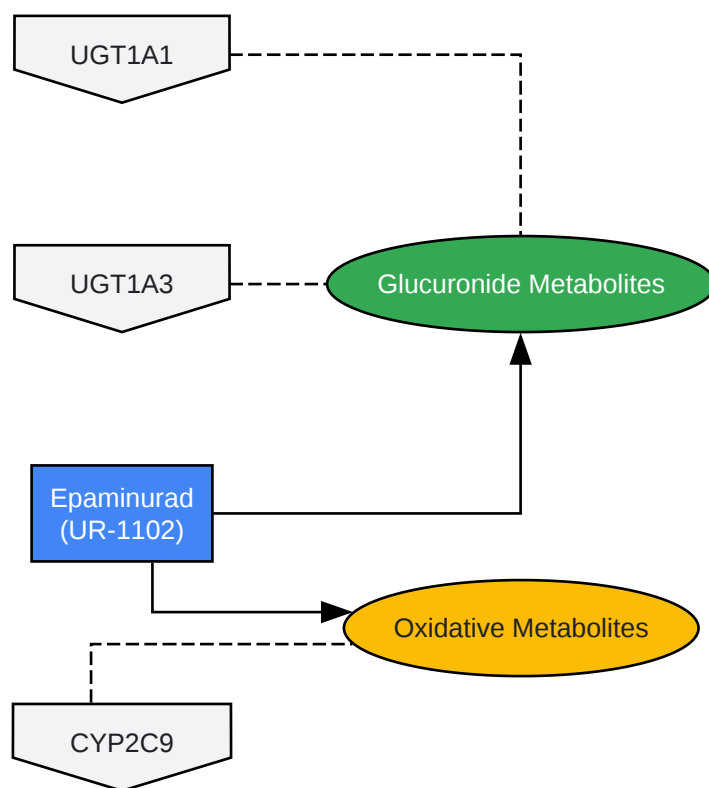 UGT1A1
UGT1A3
Glucuronide Metabolites
Epaminurad
(UR-1102)
Oxidative Metabolites
CYP2C9